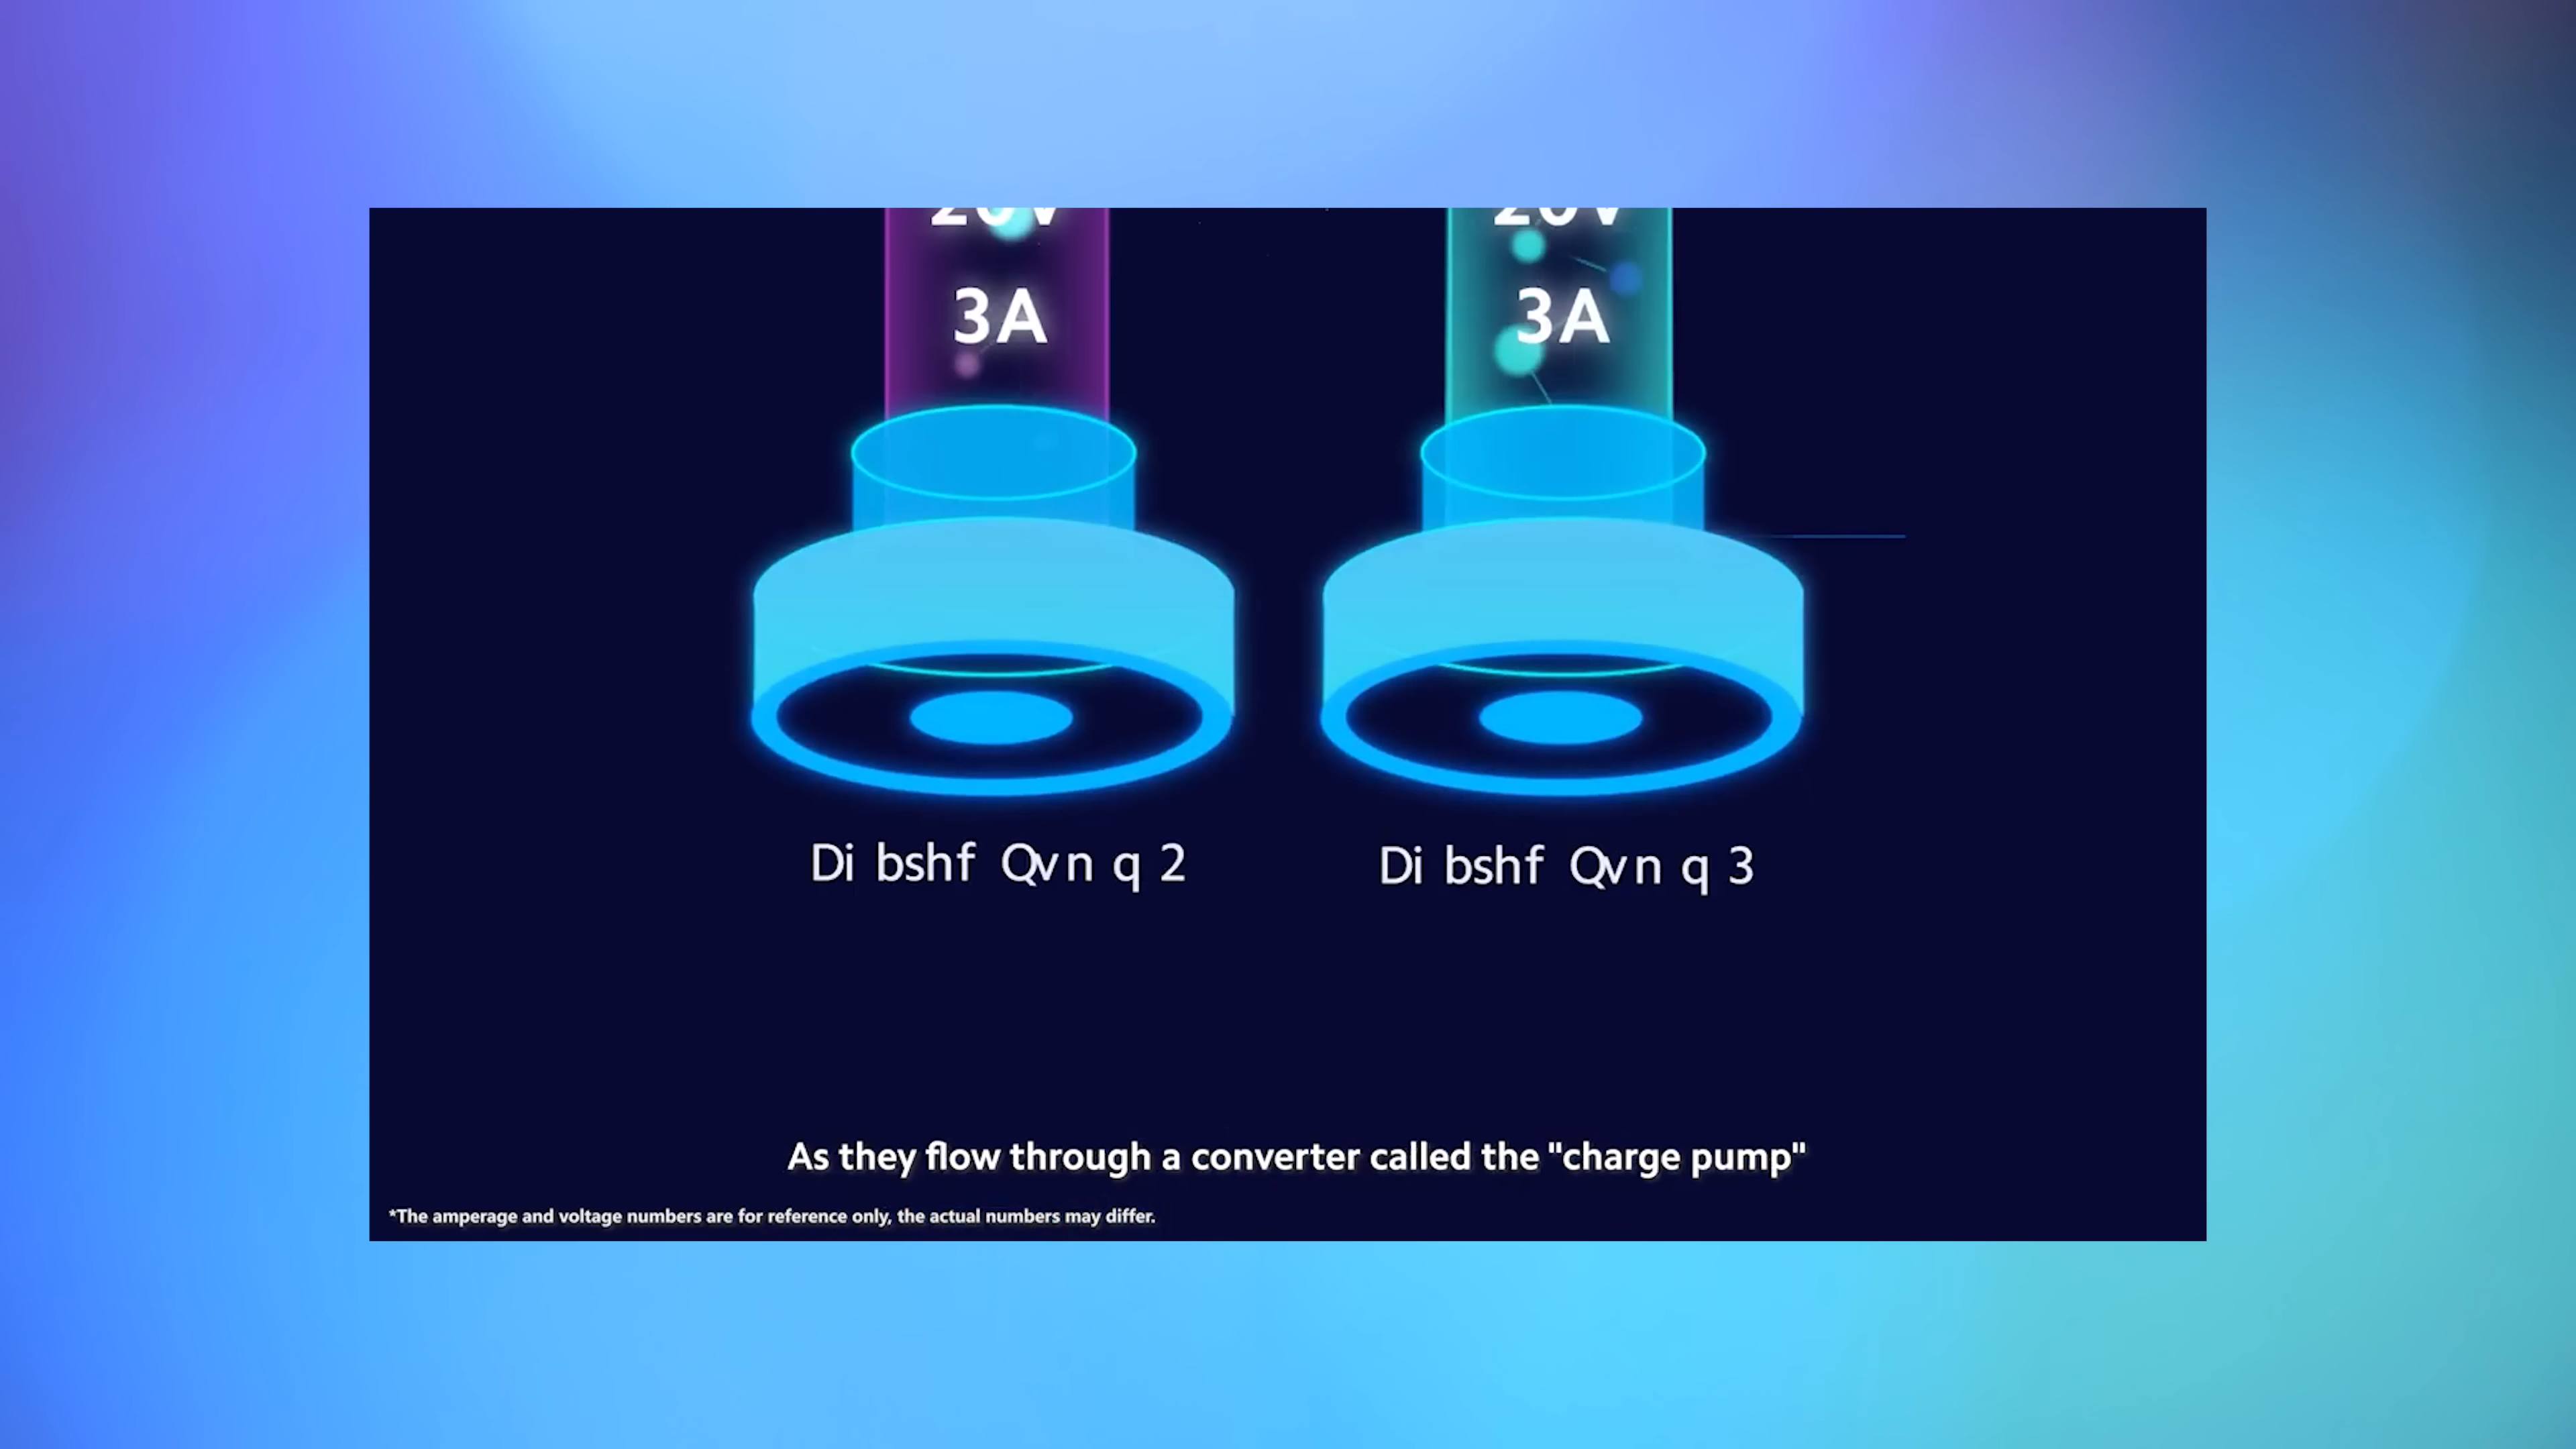 3A
3A
Di bshf Qvn q 2
Di bshf Qvn q 3
As they flow through a converter called the "charge pump"
*The amperage and voltage numbers are for reference only, the actual numbers may differ.